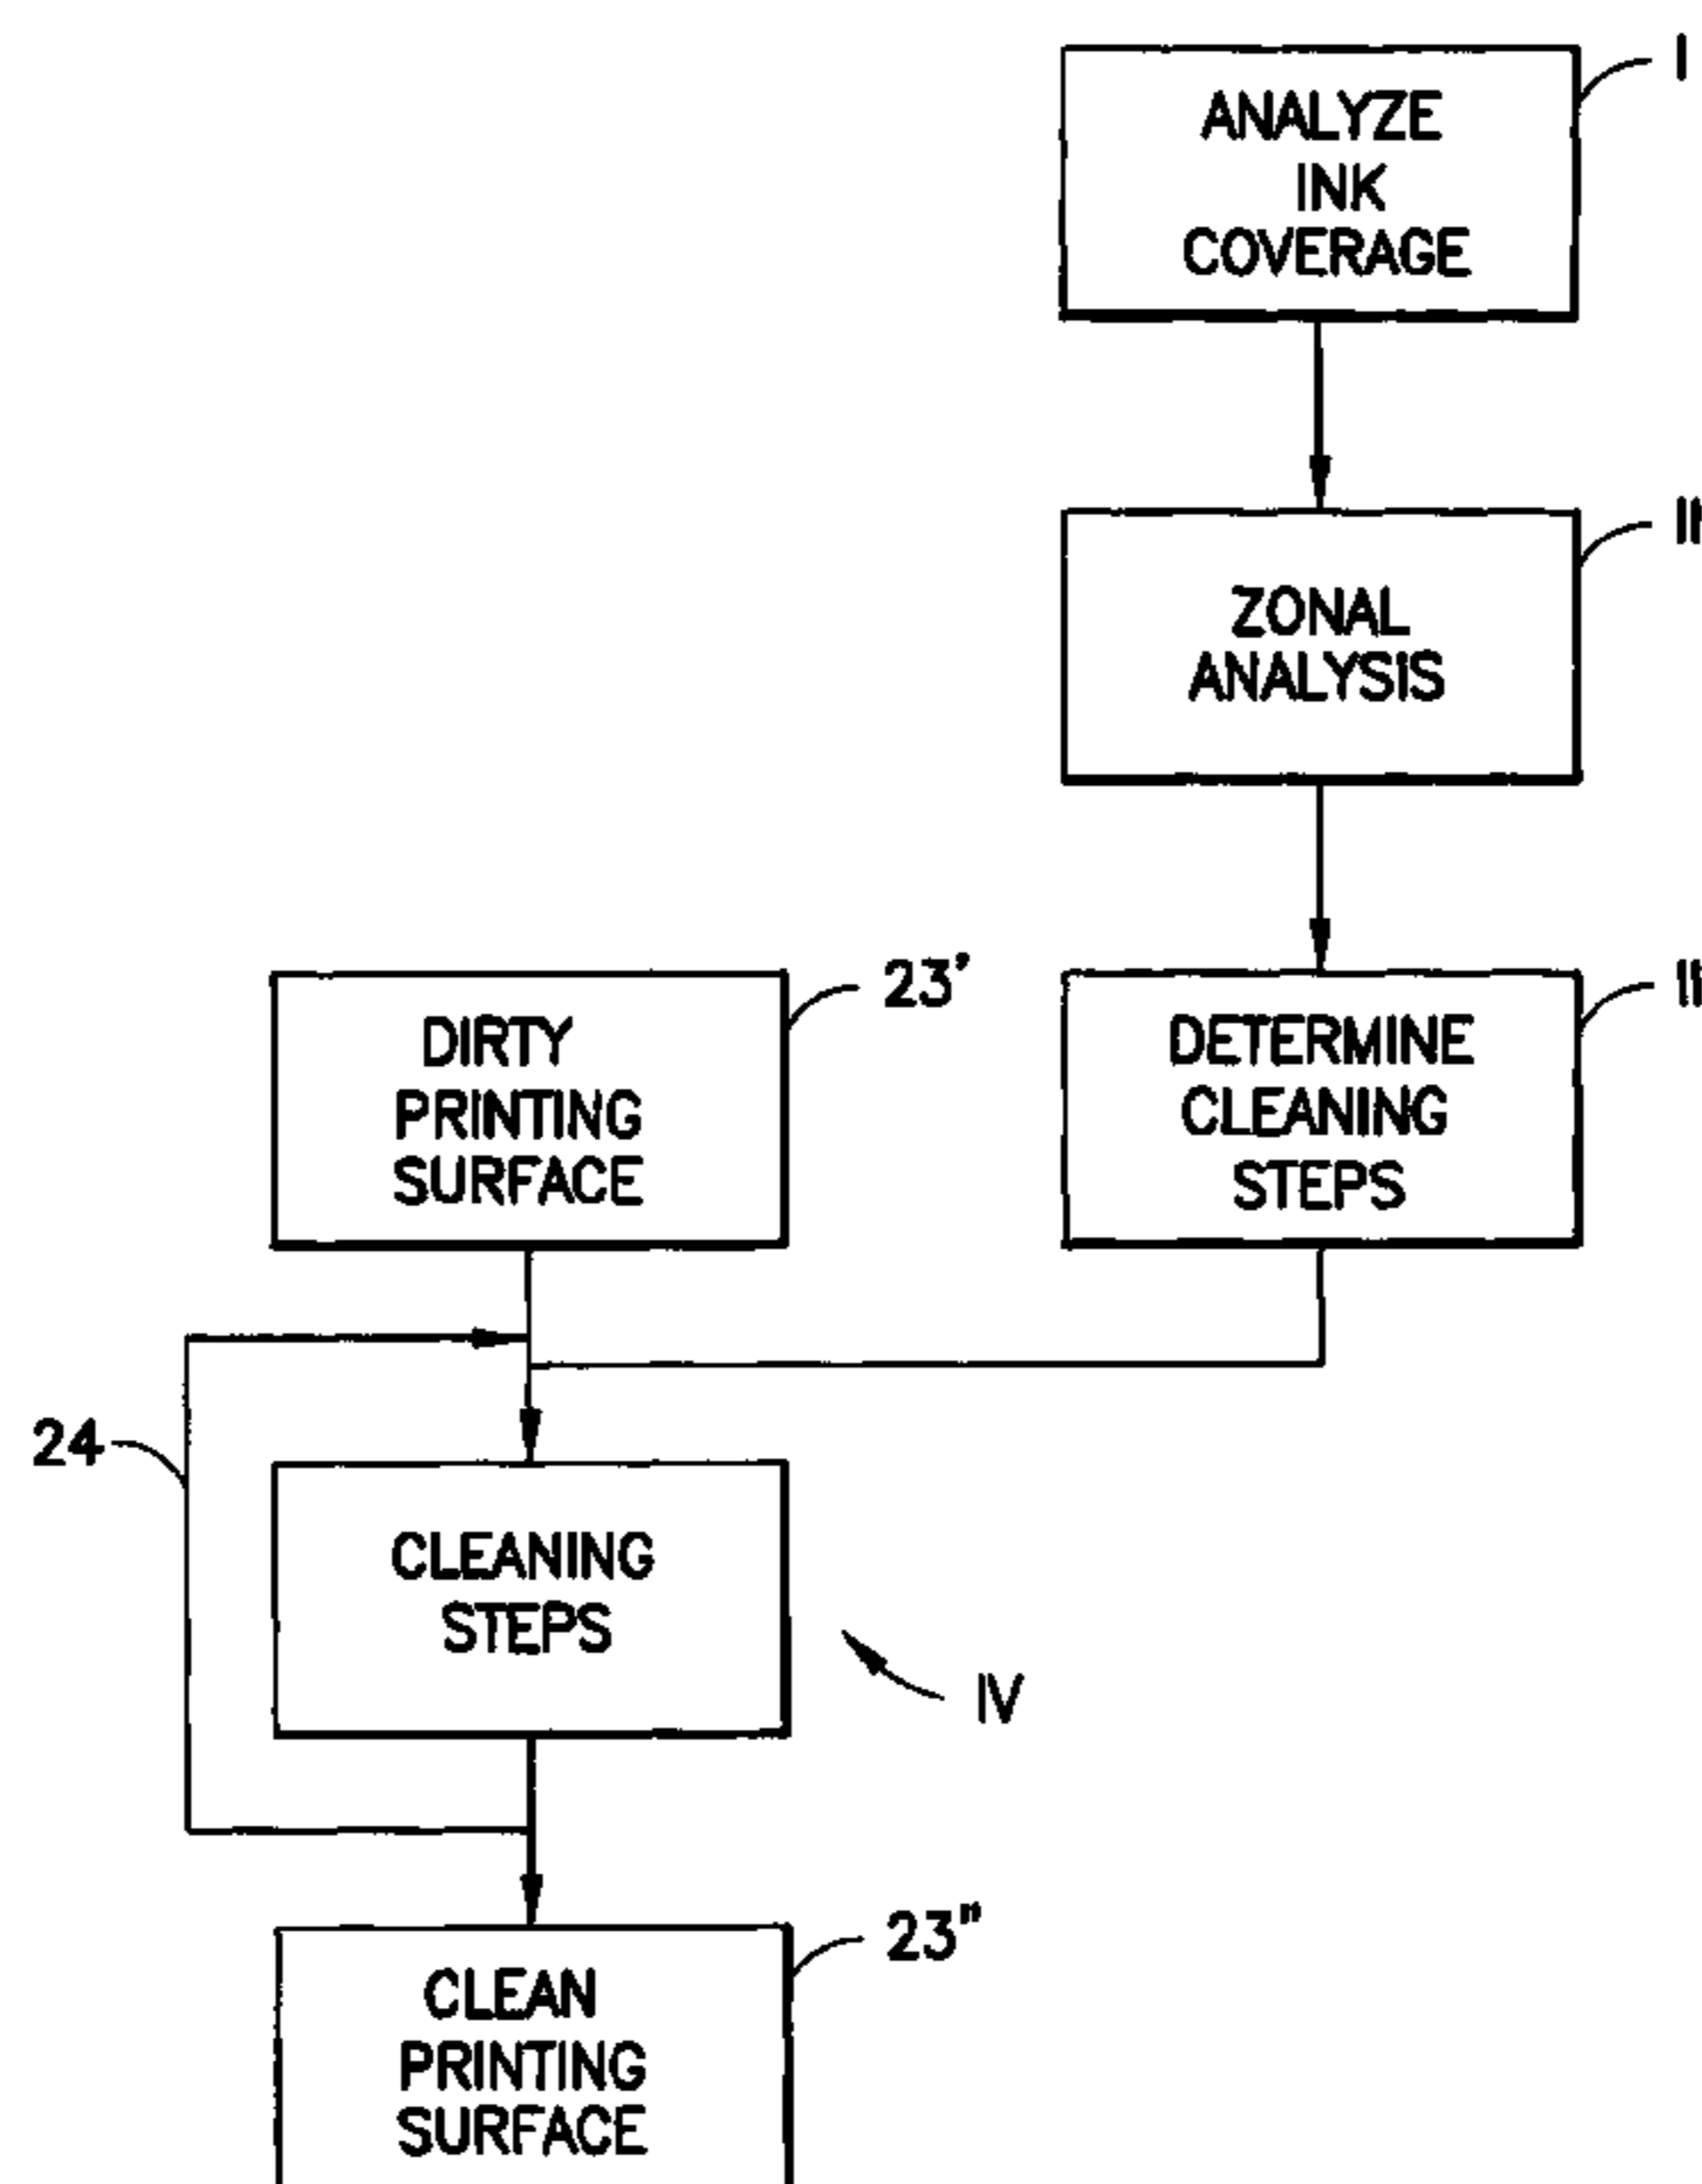 ANALYZE
INK
COVERAGE
I
ZONAL
ANALYSIS
DIRTY
PRINTING
SURFACE
23'
DETERMINE
CLEANING
STEPS
24
CLEANING
STEPS
IV
CLEAN
PRINTING
SURFACE
23"